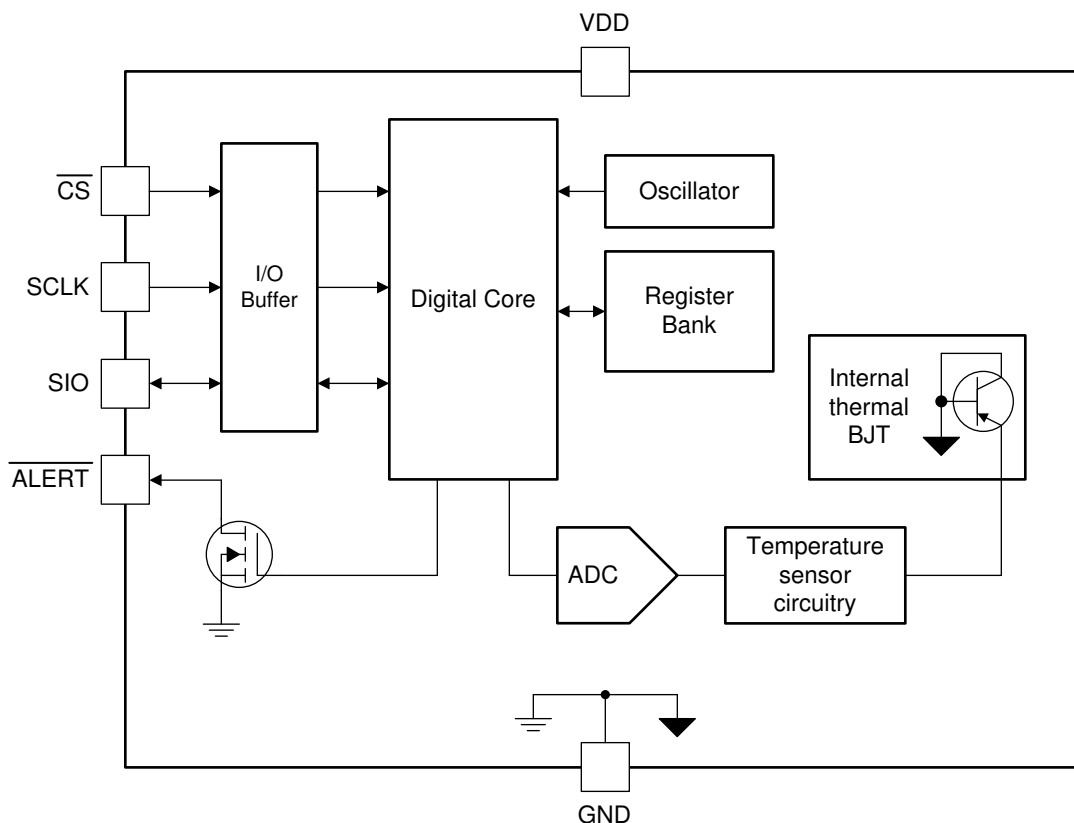 VDD
CS
SCLK
SIO
ALERT
I/O
Buffer
Digital Core
Oscillator
Register
Bank
Internal
thermal
BJT
ADC
Temperature
sensor
circuitry
GND